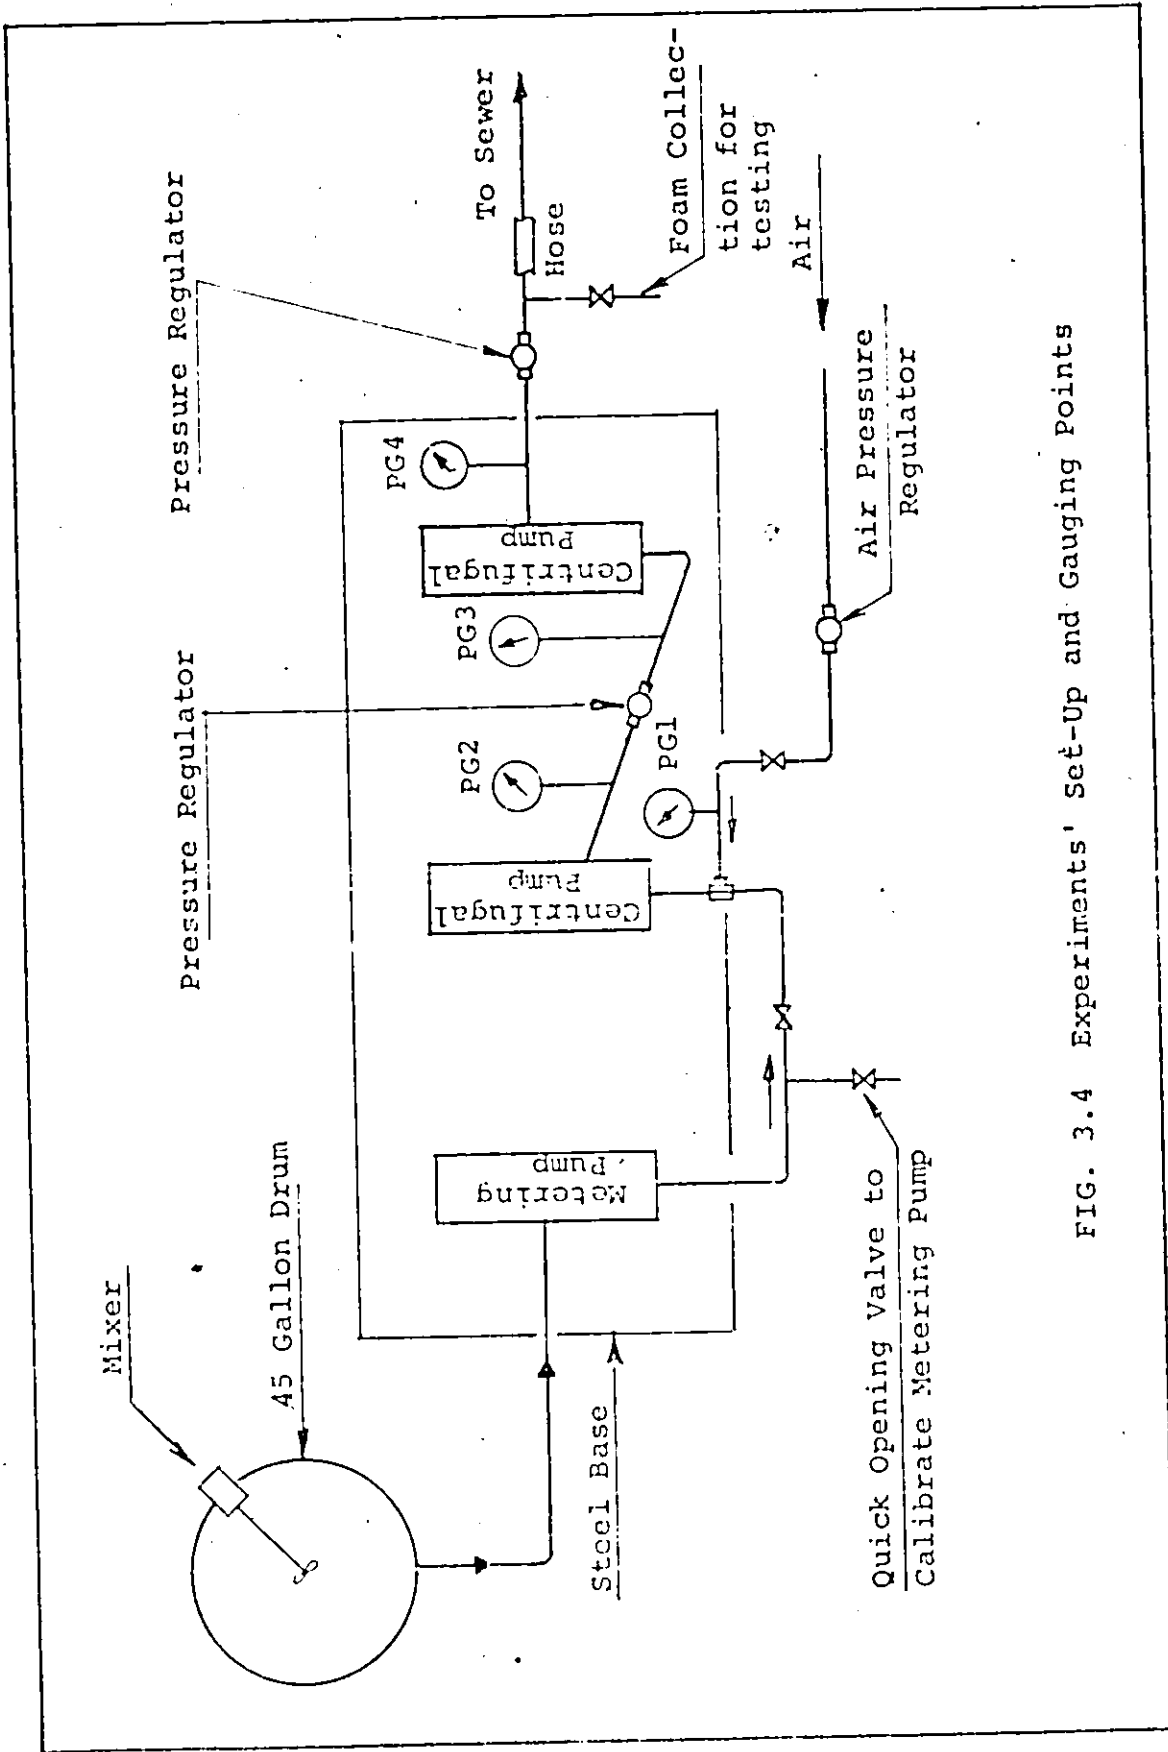 Mixer
45 Gallon Drum
Pressure Regulator
Pressure Regulator
To Sewer
Hose
Foam Collec-
tion for
testing
Air
PG4
PG3
PG2
PG1
Centrifugal
Pump
Centrifugal
Pump
Metering
Pump
Air Pressure
Regulator
Steel Base
Quick Opening Valve to
Calibrate Metering Pump
FIG. 3.4 Experiments' Set-Up and Gauging Points